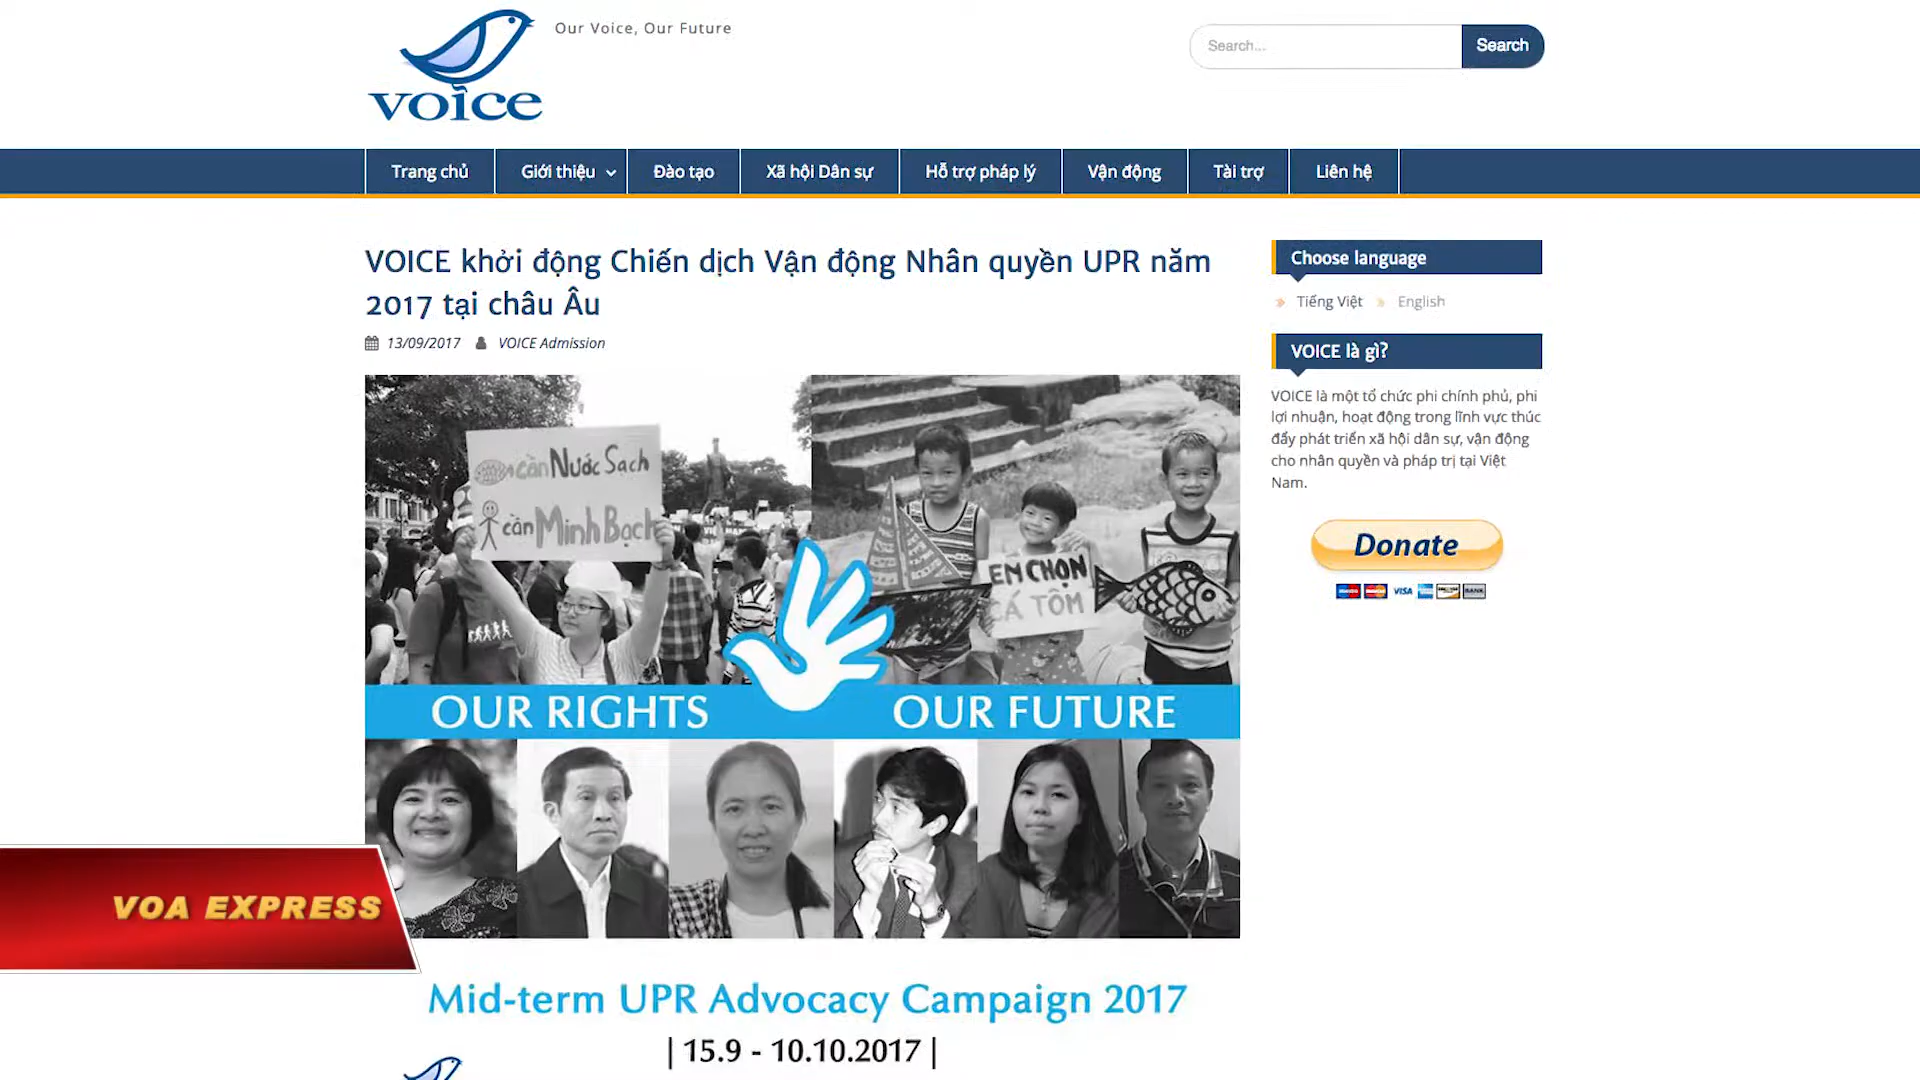 voice
Our Voice, Our Future
Search...
Search
Trang chủ
Giới thiệu
Đào tạo
Xã hội Dân sự
Hỗ trợ pháp lý
Vận động
Tài trợ
Liên hệ
VOICE khởi động Chiến dịch Vận động Nhân quyền UPR năm
2017 tại châu Âu
13/09/2017 VOICE Admission
Choose language
Tiếng Việt
English
VOICE là gì?
VOICE là một tổ chức phi chính phủ, phi
lợi nhuận, hoạt động trong lĩnh vực thúc
đẩy phát triển xã hội dân sự, vận động
cho nhân quyền và pháp trị tại Việt
Nam.
Donate
VISA
BANK
cần Nước Sạch
cần Minh Bạch
EM CHỌN
CÁ TÔM
OUR RIGHTS
OUR FUTURE
VOA EXPRESS
Mid-term UPR Advocacy Campaign 2017
| 15.9 - 10.10.2017 |